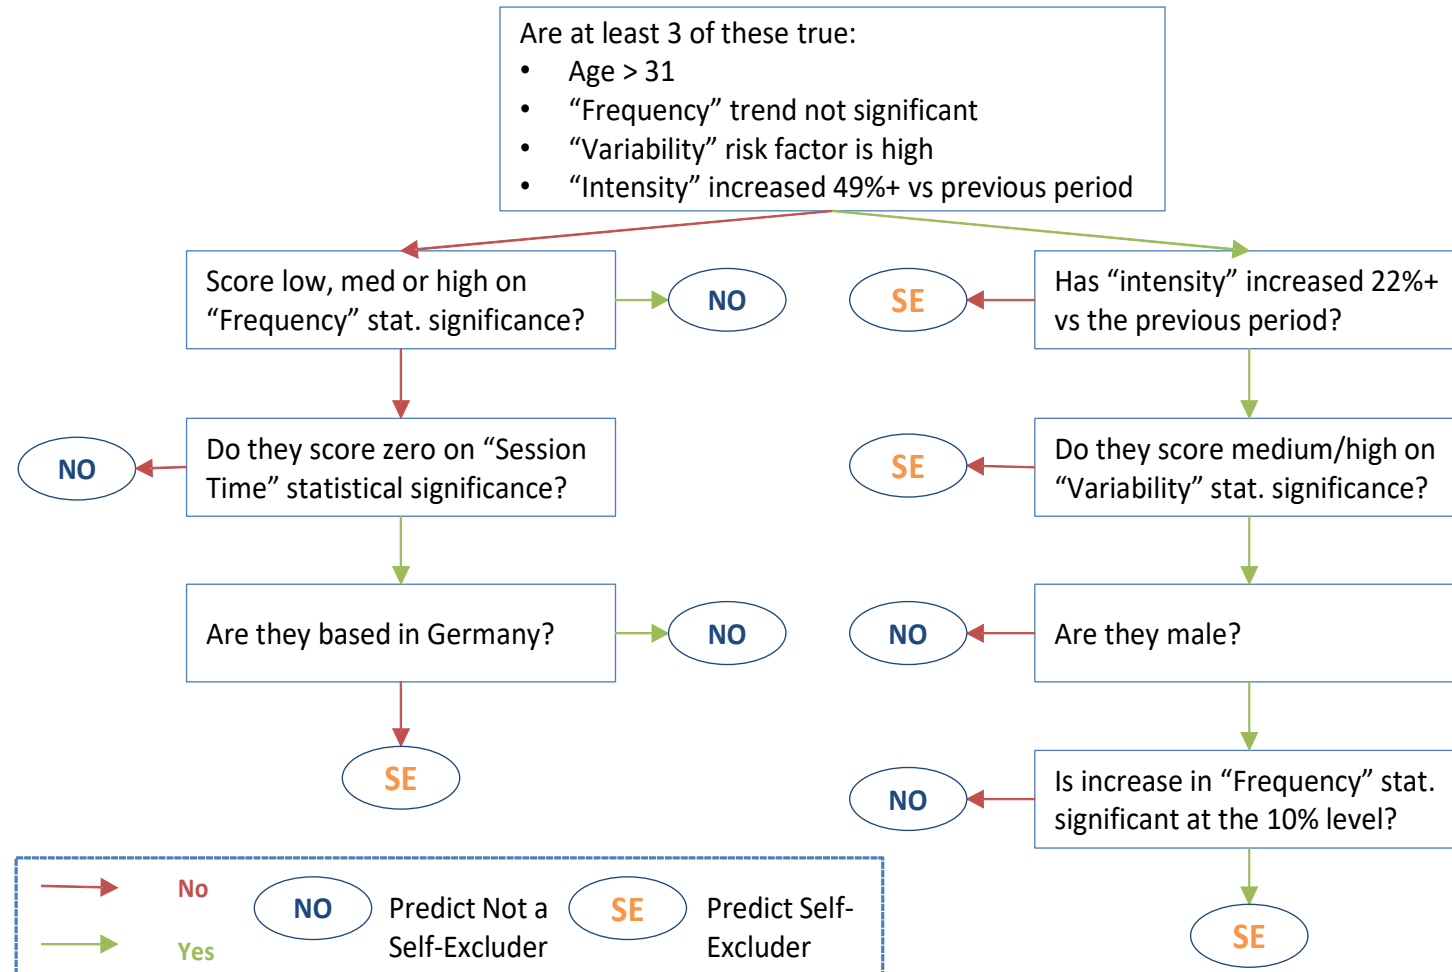 Are at least 3 of these true:
• Age > 31
• “Frequency” trend not significant
• “Variability” risk factor is high
• “Intensity” increased 49%+ vs previous period
Score low, med or high on
“Frequency” stat. significance?
NO
SE
Has “intensity” increased 22%+
vs the previous period?
NO
Do they score zero on “Session
Time” statistical significance?
SE
Do they score medium/high on
“Variability” stat. significance?
Are they based in Germany?
NO
NO
Are they male?
SE
NO
Is increase in “Frequency” stat.
significant at the 10% level?
SE
No
Yes
NO
Predict Not a
Self-Excluder
SE
Predict Self-
Excluder